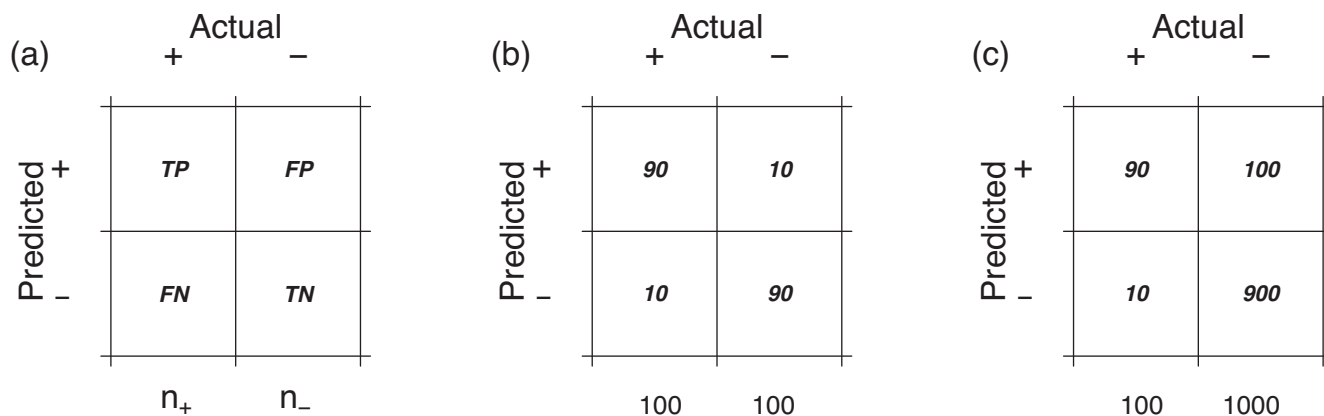 Actual Actual Actual
(a) + − (b) + − (c) + −
Predicted + TP FP Predicted + 90 10 Predicted + 90 100
− FN TN − 10 90 − 10 900
n₊ n₋ 100 100 100 1000